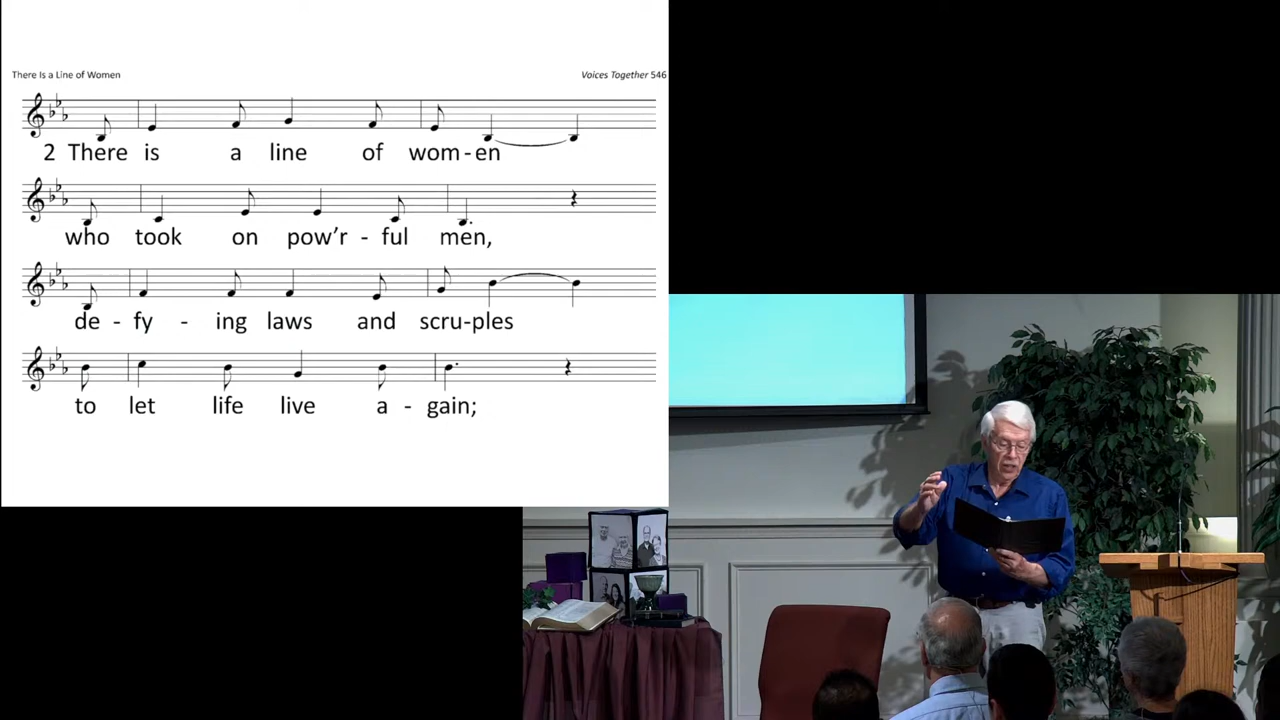 There Is a Line of Women
Voices Together 546
2 There is a line of wom-en
who took on pow’r - ful men,
de - fy - ing laws and scru-ples
to let life live a - gain;